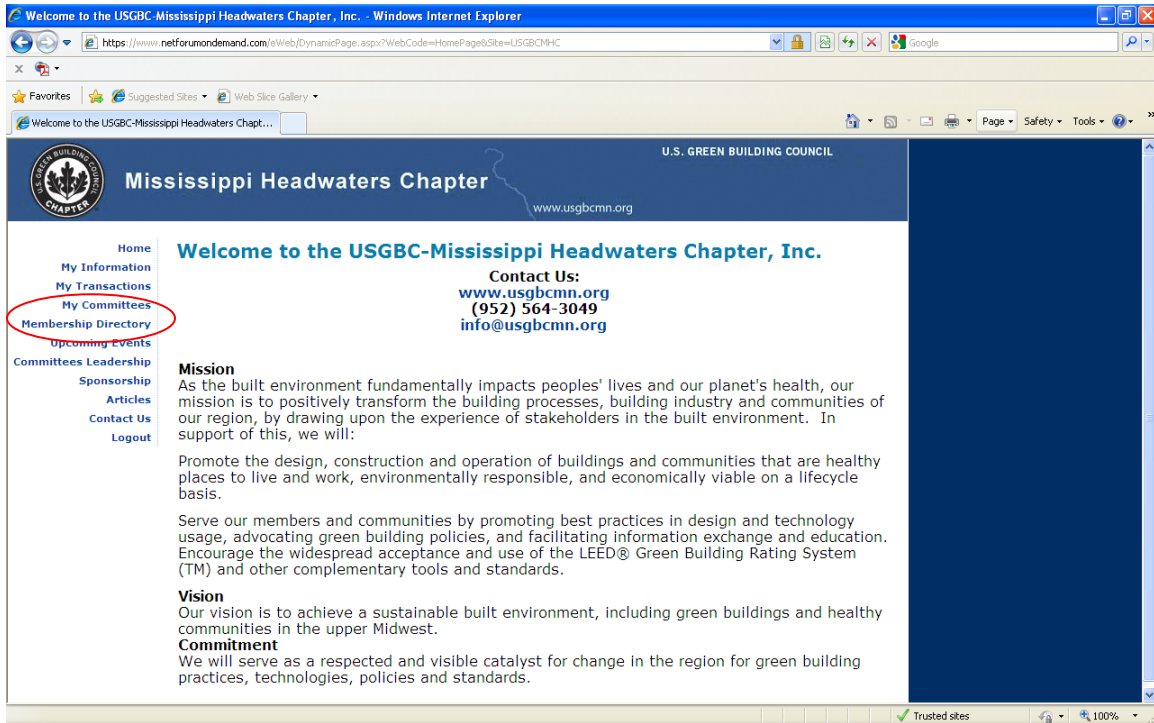 Welcome to the USGBC-Mississippi Headwaters Chapter, Inc. - Windows Internet Explorer
https://www.netforumondemand.com/eWeb/DynamicPage.aspx?WebCode=HomePage&Site=USGBCMHC
Google
x
Favorites Suggested Sites Web Slice Gallery
Welcome to the USGBC-Mississippi Headwaters Chapt...
Page Safety Tools »
U.S. GREEN BUILDING COUNCIL
CHAPTER
Mississippi Headwaters Chapter
U.S. GREEN BUILDING COUNCIL
www.usgbcmn.org
Home
My Information
My Transactions
My Committees
Membership Directory
Upcoming Events
Committees Leadership
Sponsorship
Articles
Contact Us
Logout
Welcome to the USGBC-Mississippi Headwaters Chapter, Inc.
Contact Us:
www.usgbcmn.org
(952) 564-3049
info@usgbcmn.org
Mission
As the built environment fundamentally impacts peoples' lives and our planet's health, our
mission is to positively transform the building processes, building industry and communities of
our region, by drawing upon the experience of stakeholders in the built environment. In
support of this, we will:
Promote the design, construction and operation of buildings and communities that are healthy
places to live and work, environmentally responsible, and economically viable on a lifecycle
basis.
Serve our members and communities by promoting best practices in design and technology
usage, advocating green building policies, and facilitating information exchange and education.
Encourage the widespread acceptance and use of the LEED® Green Building Rating System
(TM) and other complementary tools and standards.
Vision
Our vision is to achieve a sustainable built environment, including green buildings and healthy
communities in the upper Midwest.
Commitment
We will serve as a respected and visible catalyst for change in the region for green building
practices, technologies, policies and standards.
Trusted sites 100%